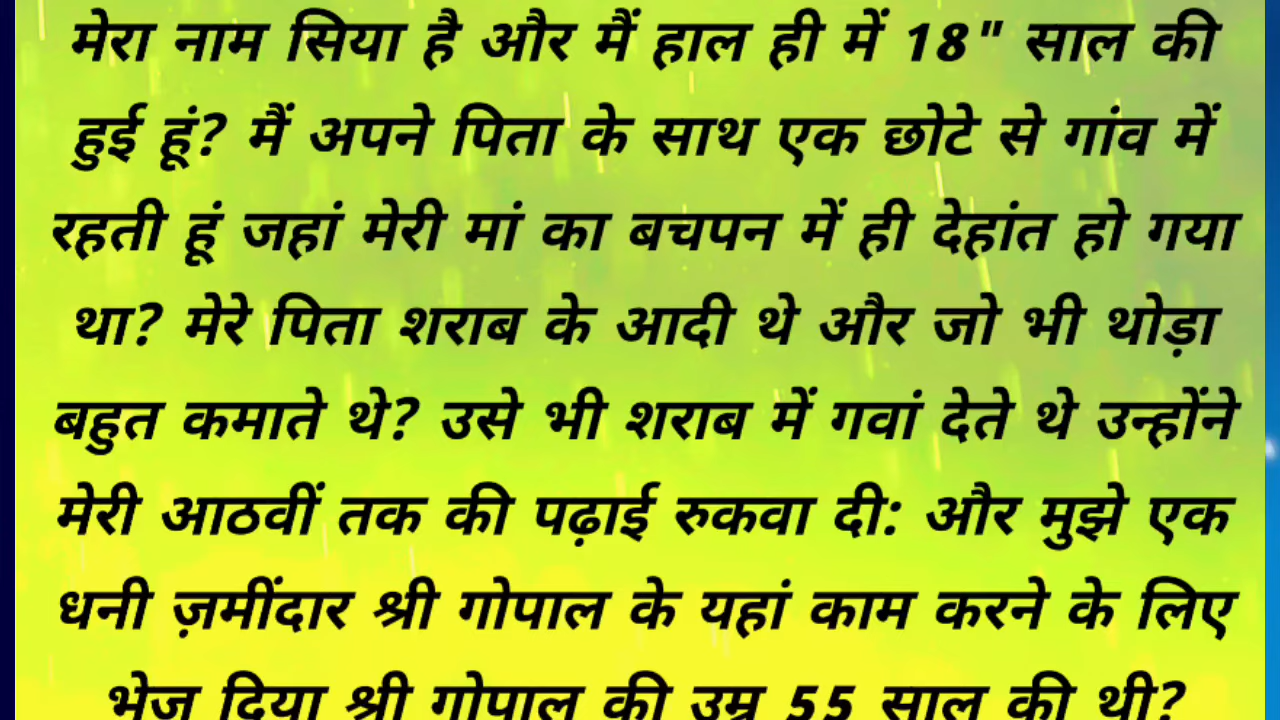 मेरा नाम सिया है और मैं हाल ही में 18" साल की
हुई हूं? मैं अपने पिता के साथ एक छोटे से गांव में
रहती हूं जहां मेरी मां का बचपन में ही देहांत हो गया
था? मेरे पिता शराब के आदी थे और जो भी थोड़ा
बहुत कमाते थे? उसे भी शराब में गवां देते थे उन्होंने
मेरी आठवीं तक की पढ़ाई रुकवा दी: और मुझे एक
धनी ज़मींदार श्री गोपाल के यहां काम करने के लिए
भेज दिया श्री गोपाल की उम्र 55 साल की थी?